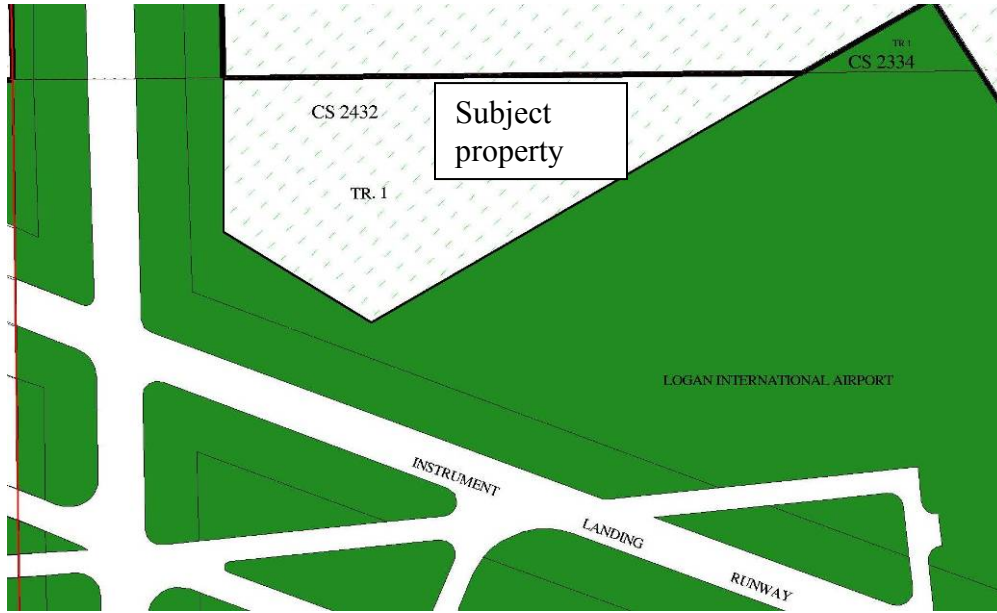 TR 1
CS 2334
CS 2432
Subject
property
TR. 1
LOGAN INTERNATIONAL AIRPORT
INSTRUMENT
LANDING
RUNWAY